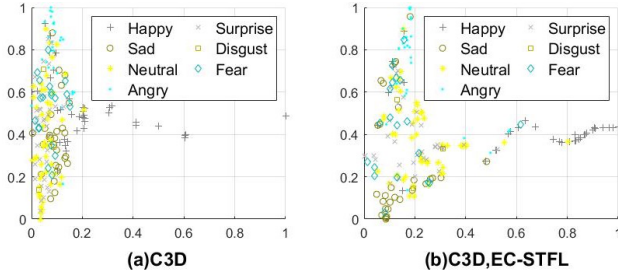 1
0.8
0.6
0.4
0.2
0
0 0.2 0.4 0.6 0.8 1
Happy Surprise
Sad Disgust
Neutral Fear
Angry
(a)C3D
1
0.8
0.6
0.4
0.2
0
0 0.2 0.4 0.6 0.8 1
Happy Surprise
Sad Disgust
Neutral Fear
Angry
(b)C3D,EC-STFL